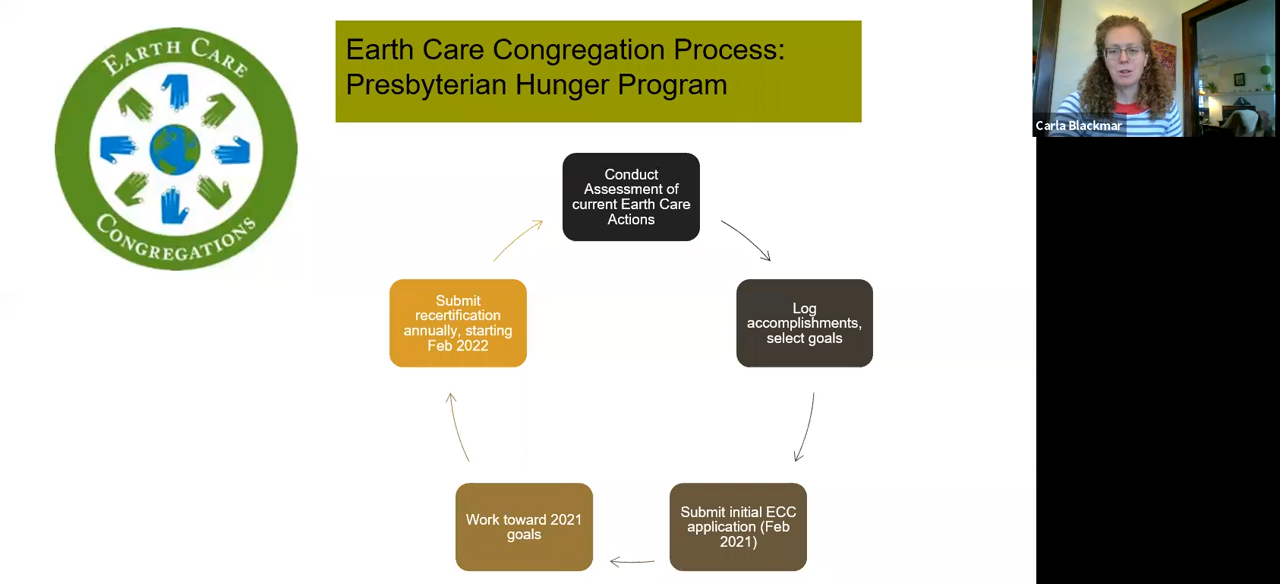 EARTH CARE
CONGREGATIONS
Earth Care Congregation Process:
Presbyterian Hunger Program
Carla Blackmar
Conduct
Assessment of
current Earth Care
Actions
Log
accomplishments,
select goals
Submit initial ECC
application (Feb
2021)
Work toward 2021
goals
Submit
recertification
annually, starting
Feb 2022